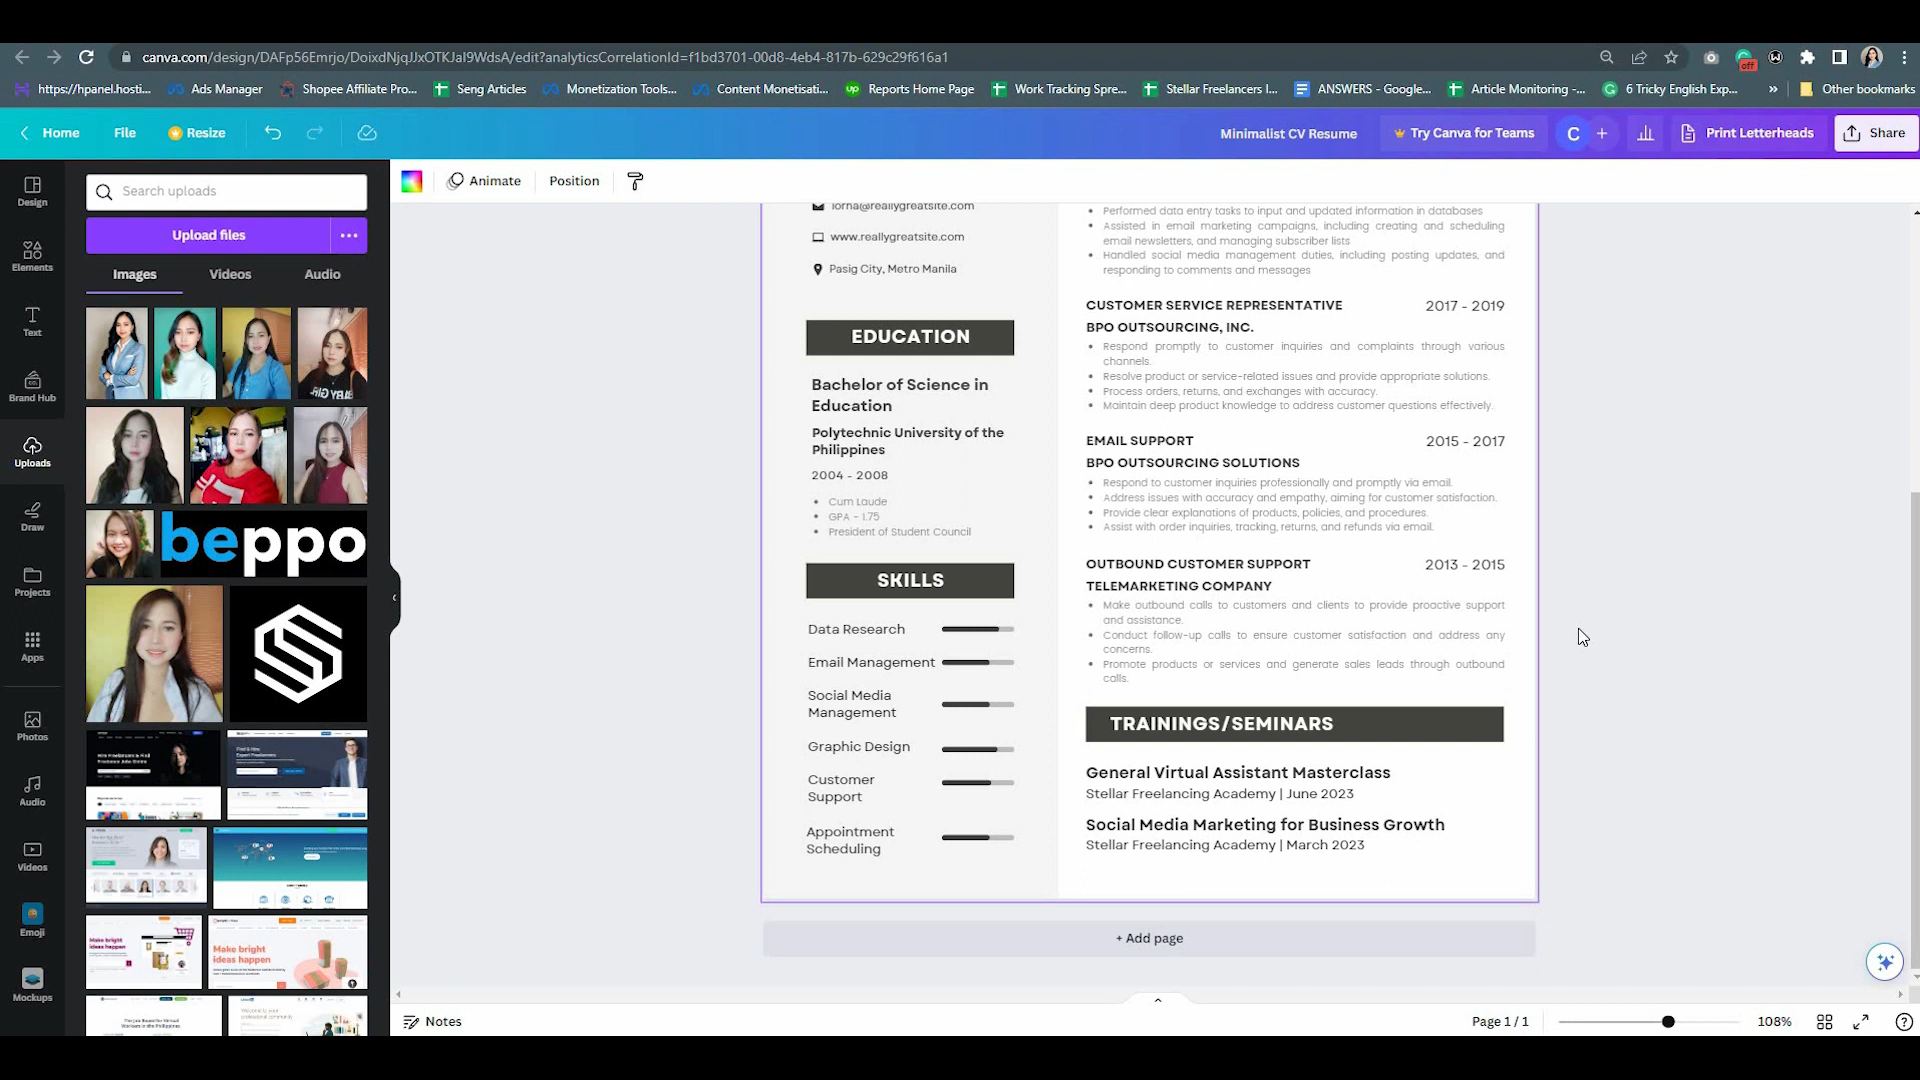 canva.com/design/DAFp56Emrjo/DoixdNjqJJxOTKJaI9WdsA/edit?analyticsCorrelationId=f1bd3701-00d8-4eb4-817b-629c29f616a1
off
https://hpanel.hosti...
Ads Manager
Shopee Affiliate Pro...
Seng Articles
Monetization Tools...
Content Monetisati...
up Reports Home Page
Work Tracking Spre...
Stellar Freelancers I...
ANSWERS - Google...
Article Monitoring -...
6 Tricky English Exp...
»
Other bookmarks
Home
File
Resize
Minimalist CV Resume
Try Canva for Teams
C
+
Print Letterheads
Share
Design
Elements
Text
Brand Hub
Uploads
Draw
Projects
Apps
Photos
Audio
Videos
Emoji
Mockups
Search uploads
Upload files
Images
Videos
Audio
beppo
Make bright
ideas happen
Make bright
ideas happen
Animate
Position
lorna@reallygreatsite.com
www.reallygreatsite.com
Pasig City, Metro Manila
EDUCATION
Bachelor of Science in
Education
Polytechnic University of the
Philippines
2004 - 2008
• Cum Laude
• GPA - 1.75
• President of Student Council
SKILLS
Data Research
Email Management
Social Media
Management
Graphic Design
Customer
Support
Appointment
Scheduling
• Performed data entry tasks to input and updated information in databases
• Assisted in email marketing campaigns, including creating and scheduling
email newsletters, and managing subscriber lists
• Handled social media management duties, including posting updates, and
responding to comments and messages
CUSTOMER SERVICE REPRESENTATIVE 2017 - 2019
BPO OUTSOURCING, INC.
• Respond promptly to customer inquiries and complaints through various
channels.
• Resolve product or service-related issues and provide appropriate solutions.
• Process orders, returns, and exchanges with accuracy.
• Maintain deep product knowledge to address customer questions effectively.
EMAIL SUPPORT 2015 - 2017
BPO OUTSOURCING SOLUTIONS
• Respond to customer inquiries professionally and promptly via email.
• Address issues with accuracy and empathy, aiming for customer satisfaction.
• Provide clear explanations of products, policies, and procedures.
• Assist with order inquiries, tracking, returns, and refunds via email.
OUTBOUND CUSTOMER SUPPORT 2013 - 2015
TELEMARKETING COMPANY
• Make outbound calls to customers and clients to provide proactive support
and assistance.
• Conduct follow-up calls to ensure customer satisfaction and address any
concerns.
• Promote products or services and generate sales leads through outbound
calls.
TRAININGS/SEMINARS
General Virtual Assistant Masterclass
Stellar Freelancing Academy | June 2023
Social Media Marketing for Business Growth
Stellar Freelancing Academy | March 2023
+ Add page
Notes
Page 1 / 1
108%